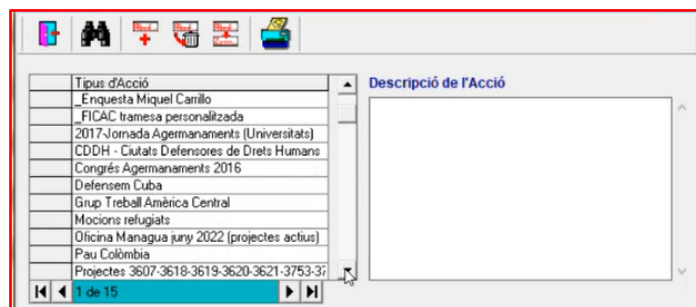 Tipus d'Acció
Descripció de l'Acció
_Enquesta Miquel Carrillo
_FICAC tramesa personalitzada
2017-Jornada Agermanaments (Universitats)
CDDH - Ciutats Defensores de Drets Humans
Congrés Agermanaments 2016
Defensem Cuba
Grup Treball Amèrica Central
Mocions refugiats
Oficina Managua juny 2022 (projectes actius)
Pau Colòmbia
Projectes 3607-3618-3619-3620-3621-3753-37
1 de 15